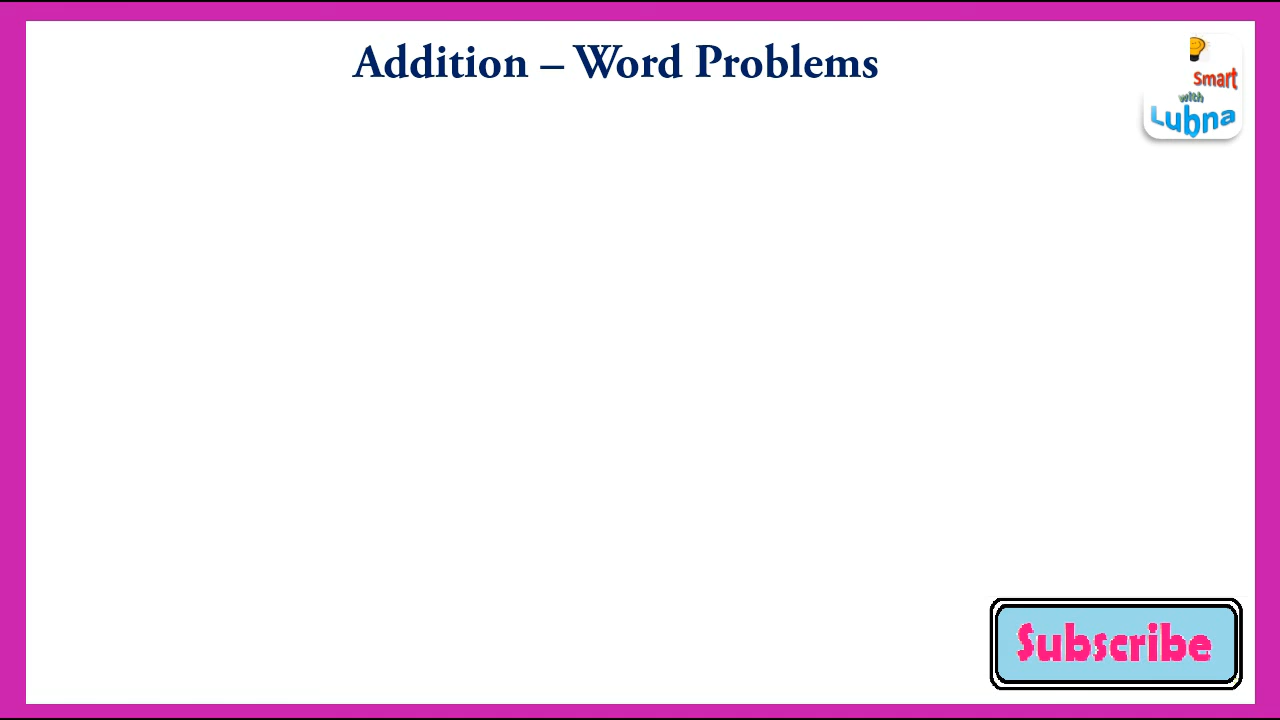 Addition – Word Problems
Smart
with
Lubna
Subscribe